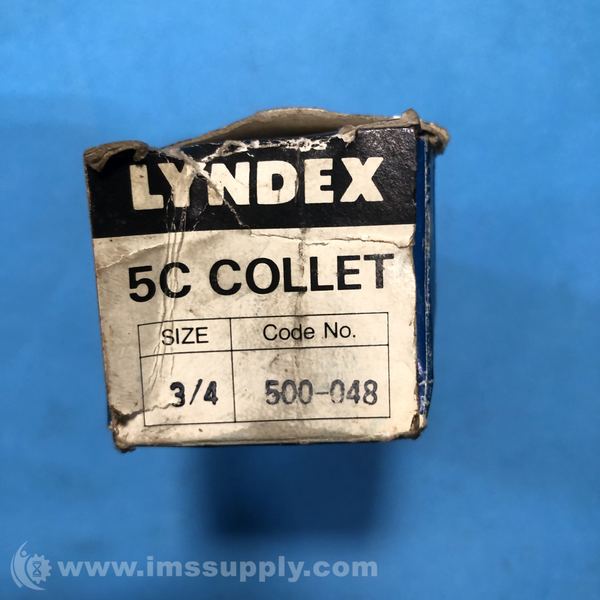 LYNDEX
5C COLLET
SIZE Code No.
3/4 500-048
www.imssupply.com